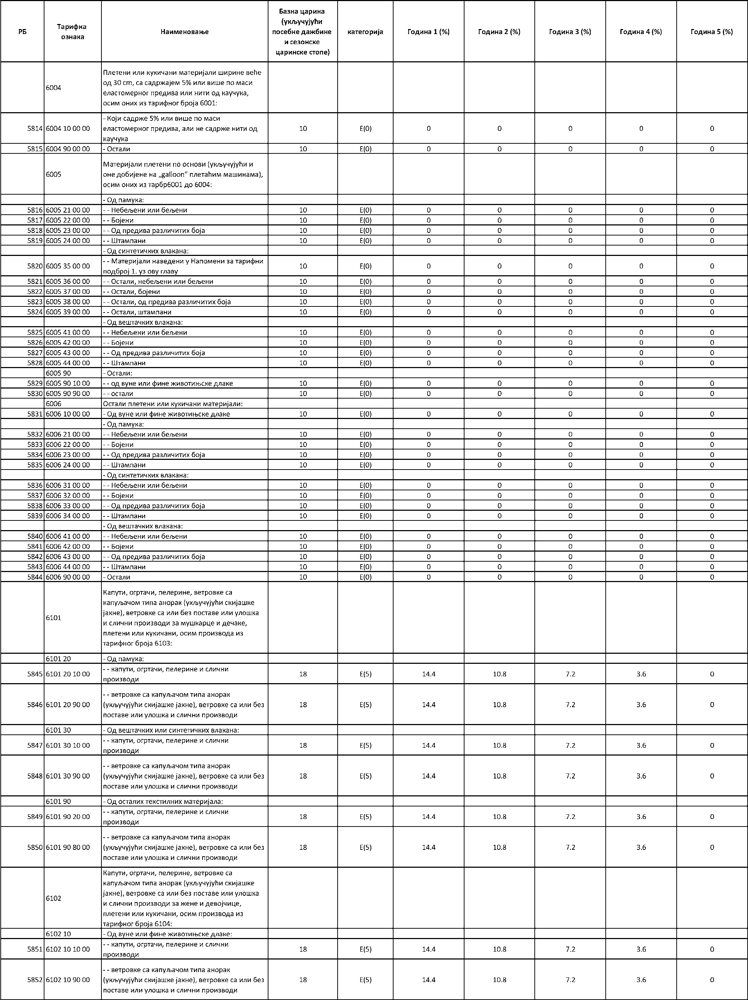 РБ Тарифна ознака Наименовање Базна царина (укључујући посебне дажбине и сезонске царинске стопе) категорија Година 1 (%) Година 2 (%) Година 3 (%) Година 4 (%) Година 5 (%)
6004 Плетени или кукичани материјали ширине веће
од 30 cm, са садржајем 5% или више по маси
еластомерног предива или нити од каучука,
осим оних из тарифног броја 6001:
5814 6004 10 00 00 - Који садрже 5% или више по маси
еластомерног предива, али не садрже нити од
каучука 10 E(0) 0 0 0 0 0
5815 6004 90 00 00 - Остали 10 E(0) 0 0 0 0 0
6005 Материјали плетени по основи (укључујући и
оне добијене на „galloon” плетаћим машинама),
осим оних из тарбр6001 до 6004:
- Од памука:
5816 6005 21 00 00 - - Небељени или бељени 10 E(0) 0 0 0 0 0
5817 6005 22 00 00 - - Бојени 10 E(0) 0 0 0 0 0
5818 6005 23 00 00 - - Од предива различитих боја 10 E(0) 0 0 0 0 0
5819 6005 24 00 00 - - Штампани 10 E(0) 0 0 0 0 0
- Од синтетичких влакана:
5820 6005 35 00 00 - - Материјали наведени у Напомени за тарифни
подброј 1. уз ову главу 10 E(0) 0 0 0 0 0
5821 6005 36 00 00 - - Остали, небељени или бељени 10 E(0) 0 0 0 0 0
5822 6005 37 00 00 - - Остали, бојени 10 E(0) 0 0 0 0 0
5823 6005 38 00 00 - - Остали, од предива различитих боја 10 E(0) 0 0 0 0 0
5824 6005 39 00 00 - - Остали, штампани 10 E(0) 0 0 0 0 0
- Од вештачких влакана:
5825 6005 41 00 00 - - Небељени или бељени 10 E(0) 0 0 0 0 0
5826 6005 42 00 00 - - Бојени 10 E(0) 0 0 0 0 0
5827 6005 43 00 00 - - Од предива различитих боја 10 E(0) 0 0 0 0 0
5828 6005 44 00 00 - - Штампани 10 E(0) 0 0 0 0 0
6005 90 - Остали:
5829 6005 90 10 00 - - од вуне или фине животињске длаке 10 E(0) 0 0 0 0 0
5830 6005 90 90 00 - - остали 10 E(0) 0 0 0 0 0
6006 Остали плетени или кукичани материјали:
5831 6006 10 00 00 - Од вуне или фине животињске длаке 10 E(0) 0 0 0 0 0
- Од памука:
5832 6006 21 00 00 - - Небељени или бељени 10 E(0) 0 0 0 0 0
5833 6006 22 00 00 - - Бојени 10 E(0) 0 0 0 0 0
5834 6006 23 00 00 - - Од предива различитих боја 10 E(0) 0 0 0 0 0
5835 6006 24 00 00 - - Штампани 10 E(0) 0 0 0 0 0
- Од синтетичких влакана:
5836 6006 31 00 00 - - Небељени или бељени 10 E(0) 0 0 0 0 0
5837 6006 32 00 00 - - Бојени 10 E(0) 0 0 0 0 0
5838 6006 33 00 00 - - Од предива различитих боја 10 E(0) 0 0 0 0 0
5839 6006 34 00 00 - - Штампани 10 E(0) 0 0 0 0 0
- Од вештачких влакана:
5840 6006 41 00 00 - - Небељени или бељени 10 E(0) 0 0 0 0 0
5841 6006 42 00 00 - - Бојени 10 E(0) 0 0 0 0 0
5842 6006 43 00 00 - - Од предива различитих боја 10 E(0) 0 0 0 0 0
5843 6006 44 00 00 - - Штампани 10 E(0) 0 0 0 0 0
5844 6006 90 00 00 - Остали 10 E(0) 0 0 0 0 0
6101 Капути, огртачи, пелерине, ветровке са
капуљачом типа анорак (укључујући скијашке
јакне), ветровке са или без поставе или улошка
и слични производи за мушкарце и дечаке,
плетени или кукичани, осим производа из
тарифног броја 6103:
6101 20 - Од памука:
5845 6101 20 10 00 - - капути, огртачи, пелерине и слични
производи 18 E(5) 14.4 10.8 7.2 3.6 0
5846 6101 20 90 00 - - ветровке са капуљачом типа анорак
(укључујући скијашке јакне), ветровке са или без
поставе или улошка и слични производи 18 E(5) 14.4 10.8 7.2 3.6 0
6101 30 - Од вештачких или синтетичких влакана:
5847 6101 30 10 00 - - капути, огртачи, пелерине и слични
производи 18 E(5) 14.4 10.8 7.2 3.6 0
5848 6101 30 90 00 - - ветровке са капуљачом типа анорак
(укључујући скијашке јакне), ветровке са или без
поставе или улошка и слични производи 18 E(5) 14.4 10.8 7.2 3.6 0
6101 90 - Од осталих текстилних материјала:
5849 6101 90 20 00 - - капути, огртачи, пелерине и слични
производи 18 E(5) 14.4 10.8 7.2 3.6 0
5850 6101 90 80 00 - - ветровке са капуљачом типа анорак
(укључујући скијашке јакне), ветровке са или без
поставе или улошка и слични производи 18 E(5) 14.4 10.8 7.2 3.6 0
6102 Капути, огртачи, пелерине, ветровке са
капуљачом типа анорак (укључујући скијашке
јакне), ветровке са или без поставе или улошка
и слични производи за жене и девојчице,
плетени или кукичани, осим производа из
тарифног броја 6104:
6102 10 - Од вуне или фине животињске длаке:
5851 6102 10 10 00 - - капути, огртачи, пелерине и слични
производи 18 E(5) 14.4 10.8 7.2 3.6 0
5852 6102 10 90 00 - - ветровке са капуљачом типа анорак
(укључујући скијашке јакне), ветровке са или без
поставе или улошка и слични производи 18 E(5) 14.4 10.8 7.2 3.6 0